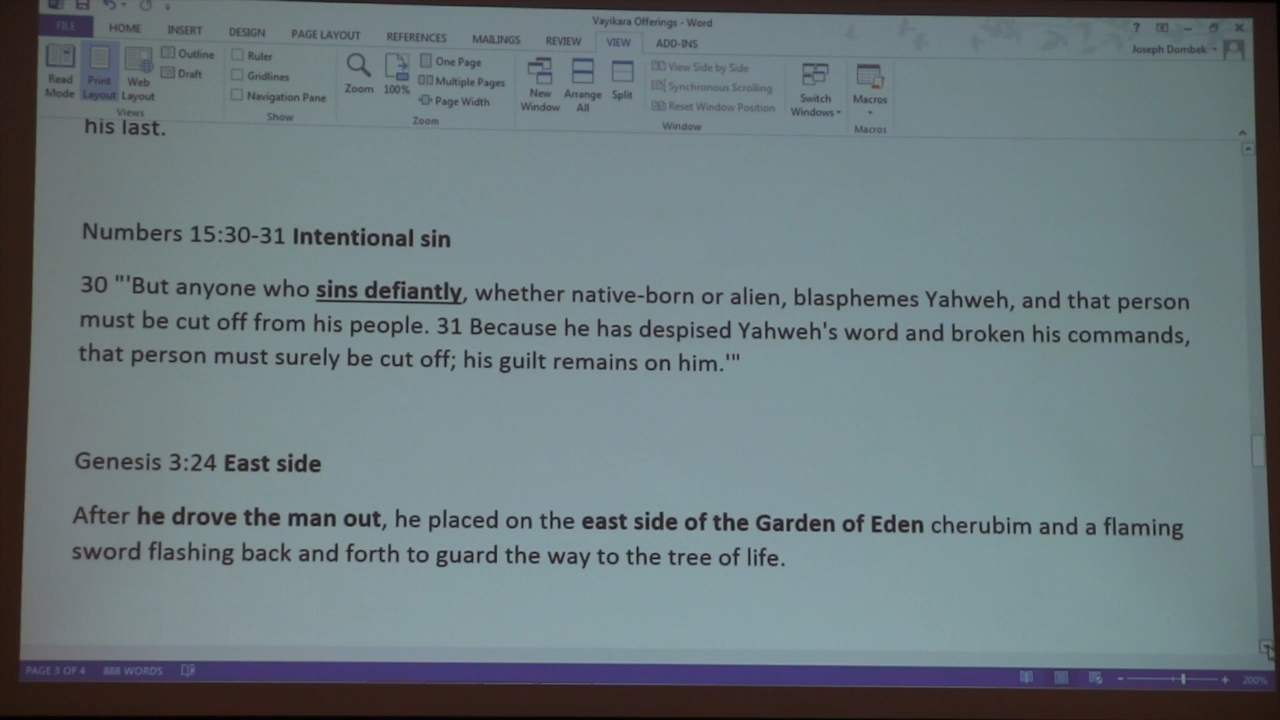 Vayikara Offerings - Word
FILE HOME INSERT DESIGN PAGE LAYOUT REFERENCES MAILINGS REVIEW VIEW ADD-INS
Joseph Dombek
Read Mode
Print Layout
Web Layout
Outline
Draft
Views
Ruler
Gridlines
Navigation Pane
Show
Zoom
100%
One Page
Multiple Pages
Page Width
Zoom
New Window
Arrange All
Split
View Side by Side
Synchronous Scrolling
Reset Window Position
Window
Switch Windows
Macros
Macros
his last.
Numbers 15:30-31 Intentional sin
30 "'But anyone who sins defiantly, whether native-born or alien, blasphemes Yahweh, and that person
must be cut off from his people. 31 Because he has despised Yahweh's word and broken his commands,
that person must surely be cut off; his guilt remains on him.'"
Genesis 3:24 East side
After he drove the man out, he placed on the east side of the Garden of Eden cherubim and a flaming
sword flashing back and forth to guard the way to the tree of life.
PAGE 3 OF 4 888 WORDS
200%